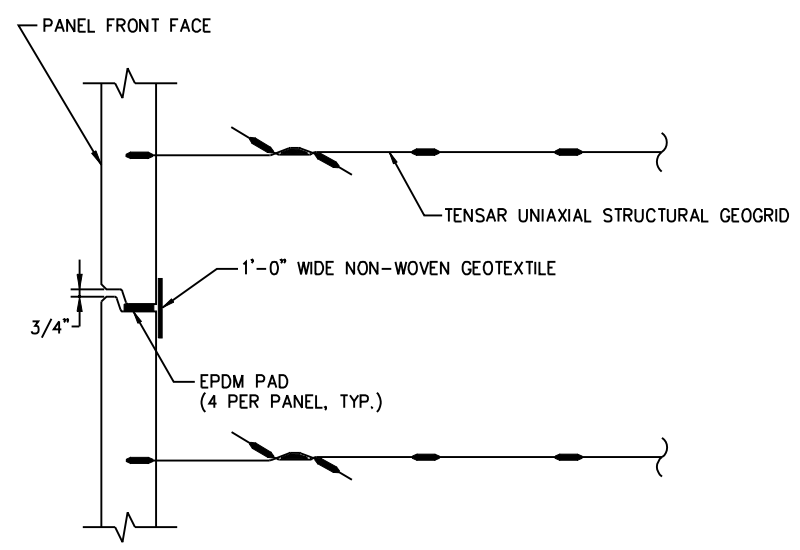 PANEL FRONT FACE
TENSAR UNIAXIAL STRUCTURAL GEOGRID
1'-0" WIDE NON-WOVEN GEOTEXTILE
3/4"
EPDM PAD
(4 PER PANEL, TYP.)